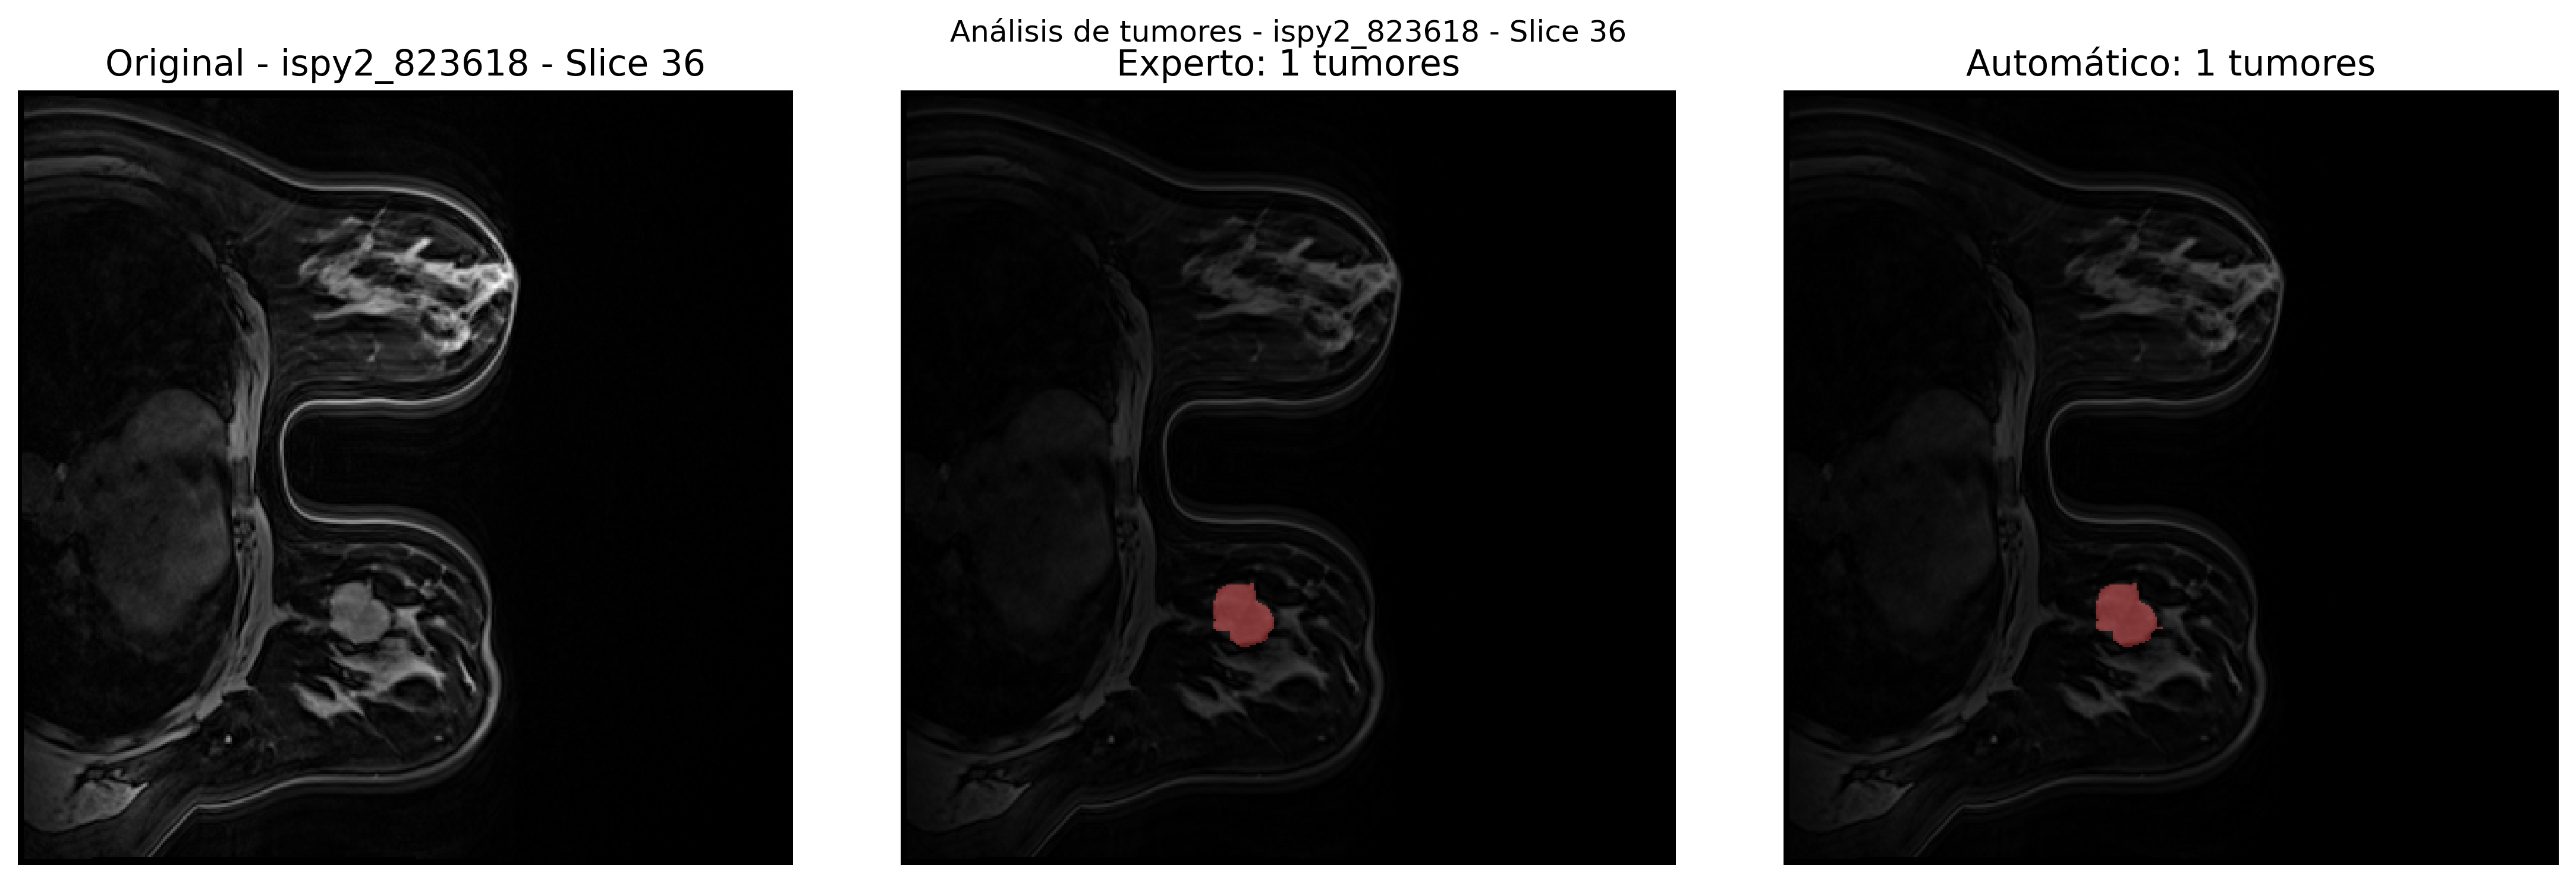 Análisis de tumores - ispy2_823618 - Slice 36
Original - ispy2_823618 - Slice 36
Experto: 1 tumores
Automático: 1 tumores